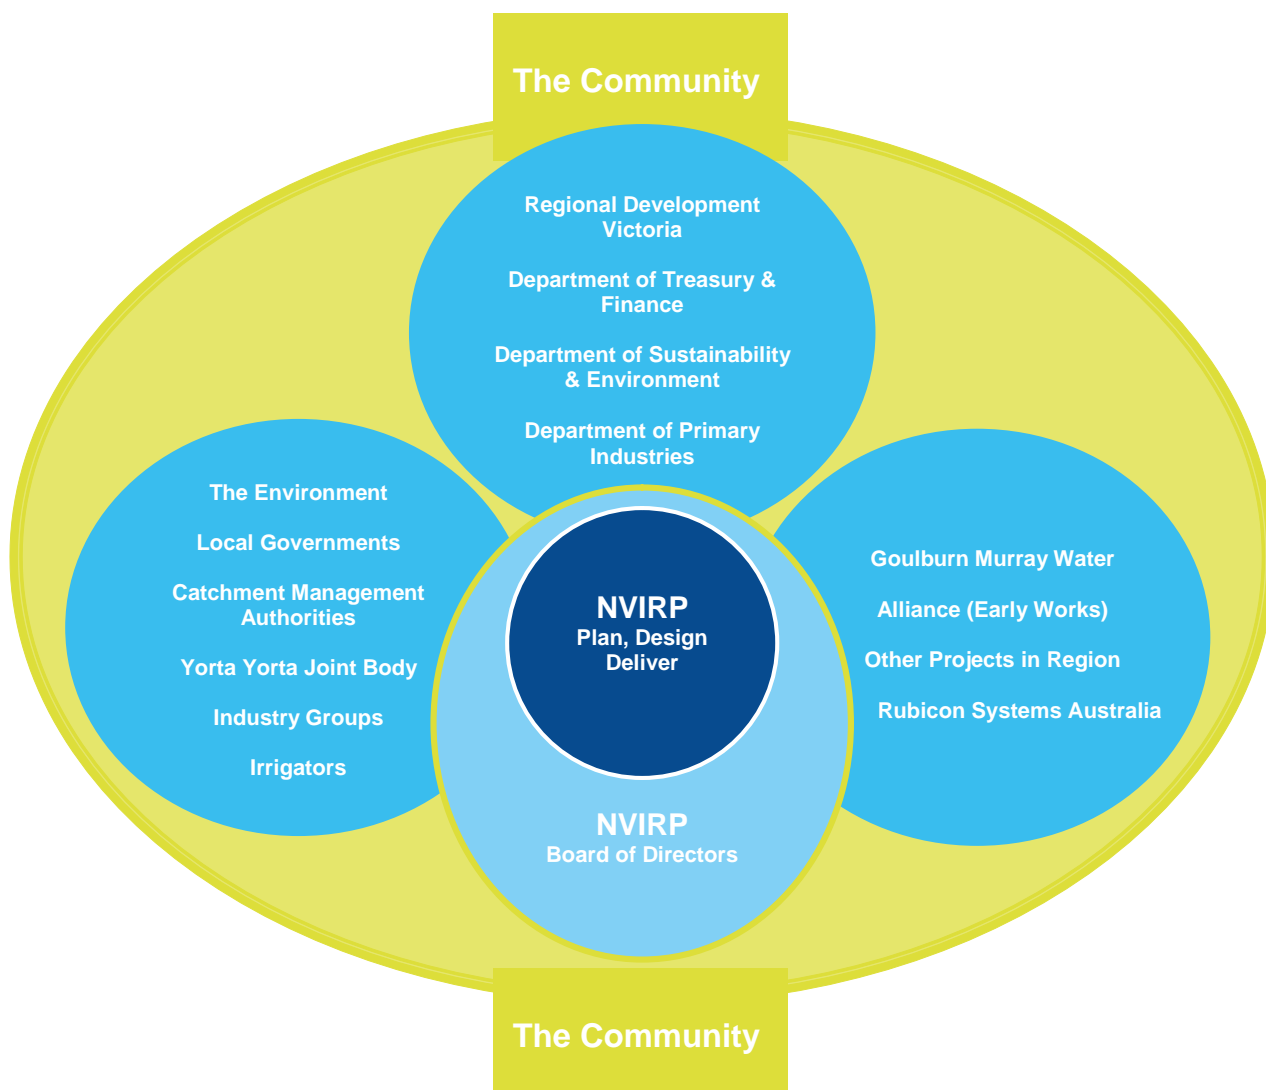 The Community
Regional Development
Victoria
Department of Treasury &
Finance
Department of Sustainability
& Environment
Department of Primary
Industries
The Environment
Local Governments
Catchment Management
Authorities
Yorta Yorta Joint Body
Industry Groups
Irrigators
NVIRP
Plan, Design
Deliver
NVIRP
Board of Directors
Goulburn Murray Water
Alliance (Early Works)
Other Projects in Region
Rubicon Systems Australia
The Community